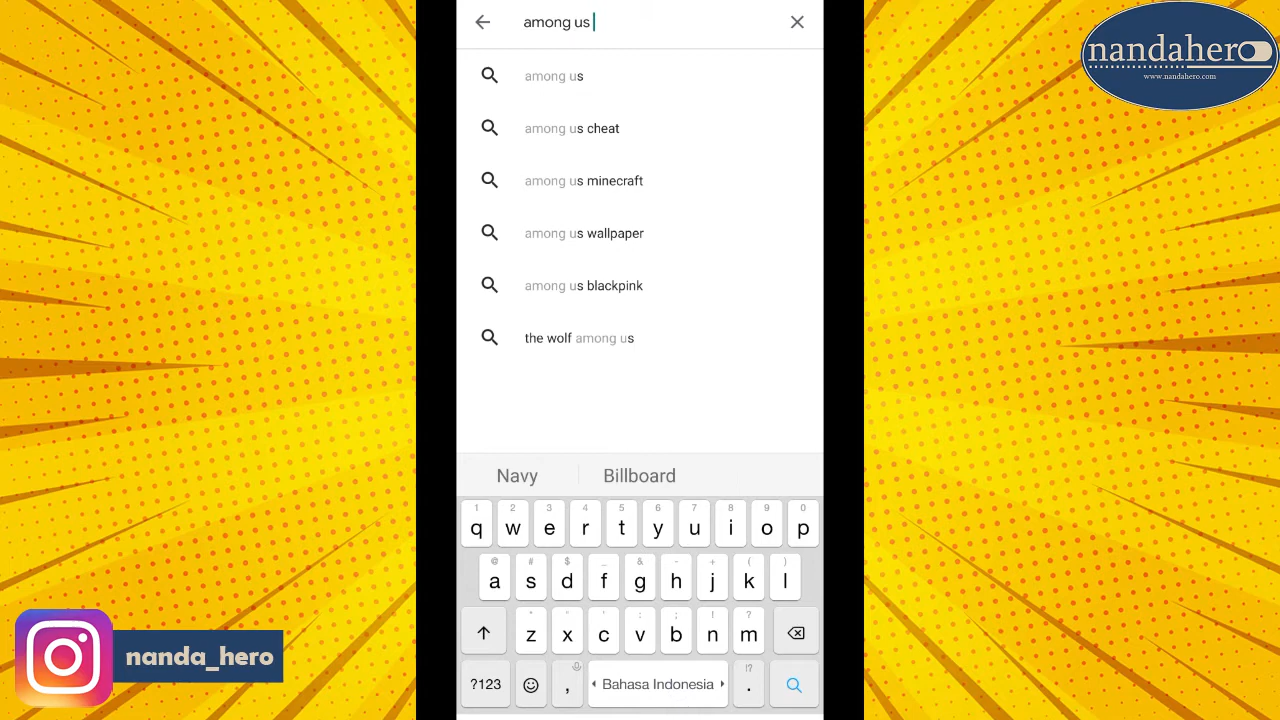 among us
among us
among us cheat
among us minecraft
among us wallpaper
among us blackpink
the wolf among us
Navy Billboard
1 2 3 4 5 6 7 8 9 0
q w e r t y u i o p
@ # $ _ & - + ( )
a s d f g h j k l
* " ' : ; ! ?
z x c v b n m
!?
?123 , Bahasa Indonesia .
nandahero
www.nandahero.com
nanda_hero